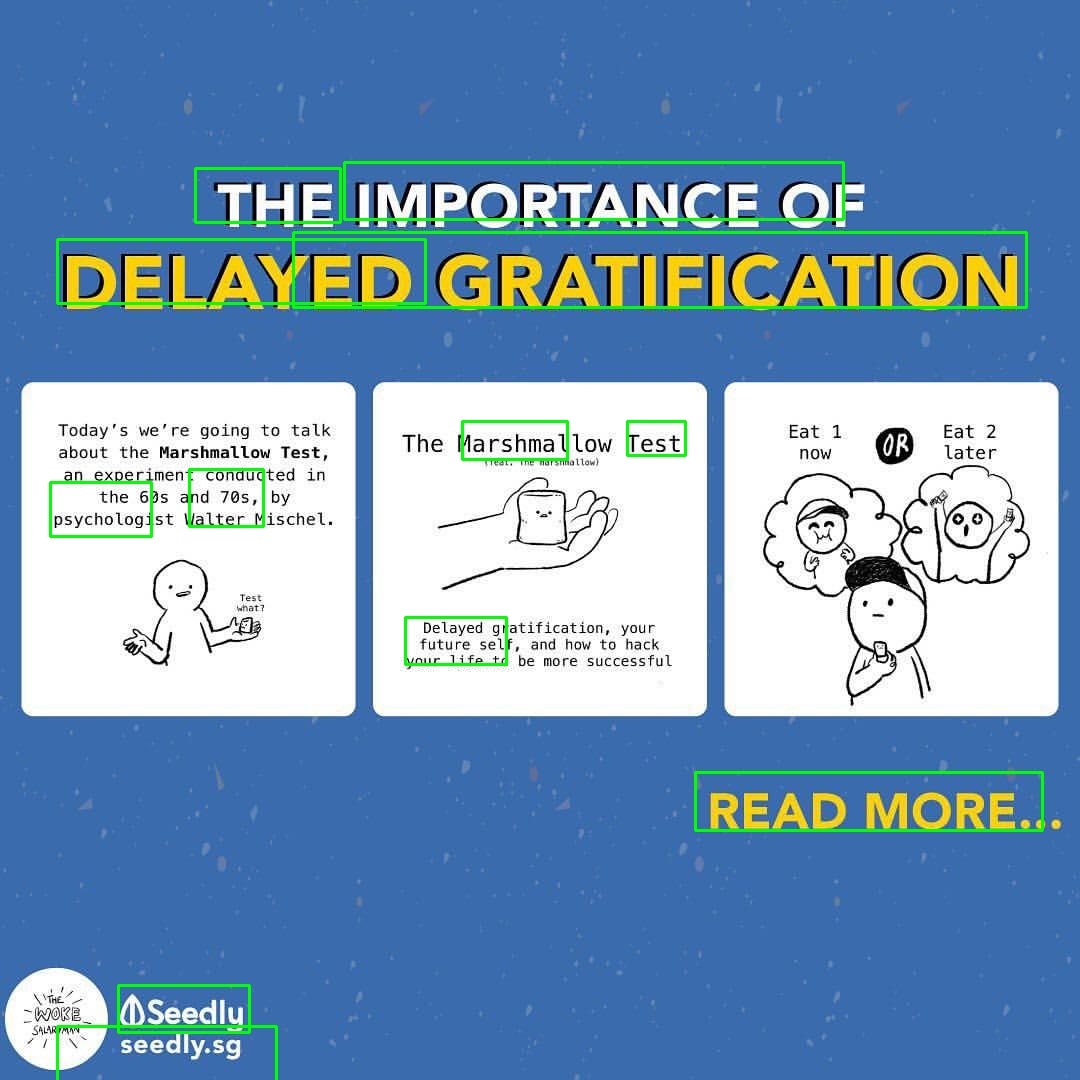 THE IMPORTANCE OF
DELAYED GRATIFICATION
Today's we're going to talk
about the Marshmallow Test,
an experiment conducted in
the 60s and 70s, by
psychologist Walter Mischel.
Test
what?
The Marshmallow Test
(feat. The marshmallow)
Delayed gratification, your
future self, and how to hack
your life to be more successful
Eat 1
now
OR
Eat 2
later
READ MORE...
THE
WOKE
SALARYMAN
Seedly
seedly.sg